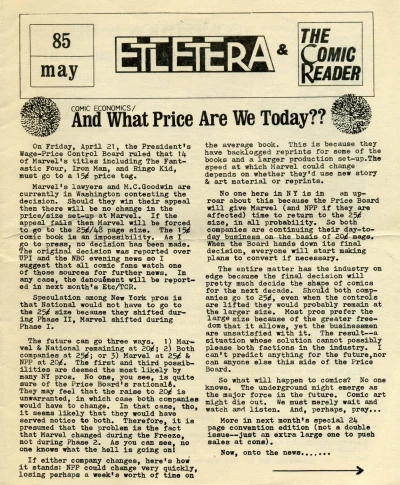 85
may
ETCETERA &
THE
COMIC
READER
COMIC ECONOMICS/
And What Price Are We Today??
On Friday, April 21, the President's
Wage-Price Control Board ruled that 14
of Marvel's titles including The Fant-
astic Four, Iron Man, and Ringo Kid,
must go to a 15¢ price tag.
Marvel's lawyers and M.C.Goodwin are
currently in Washington contesting the
decision. Should they win their appeal
then there will be no change in the
price/size set-up at Marvel. If the
appeal fails then Marvel will be forced
to go to the 25¢/48 page size. The 15¢
comic book is an impossibility. As I
go to press, no decision has been made.
The original decision was reported over
UPI and the NBC evening news so I
suggest that all comic fans watch one
of those sources for further news. In
any case, the denouément will be report-
ed in next month's Etc/TCR.
Speculation among New York pros is
that National would not have to go to
the 25¢ size because they shifted dur-
ing Phase II, Marvel shifted during
Phase I.
The future can go three ways. 1) Mar-
vel & National remaining at 20¢; 2) Both
companies at 25¢; or 3) Marvel at 25¢ &
NPP at 20¢. The first and third possib-
ilities are deemed the most likely by
many NY pros. No one, you see, is quite
sure of the Price Board's rationalé.
They may feel that the raise to 20¢ is
unwarranted, in which case both companies
would have to change. In that case, tho,
it seems likely that they would have
served notice to both. Therefore, it is
presumed that the problem is the fact
that Marvel changed during the Freeze,
not during Phase 2. As you can see, no
one knows what the hell is going on!
If either company changes, here's how
it stands: NPP could change very quickly,
losing perhaps a week's worth of time on
the average book. This is because they
have backlogged reprints for some of the
books and a larger production set-up. The
speed at which Marvel could change
depends on whether they'd use new story
& art material or reprints.
No one here in NY is in an up-
roar about this because the Price Board
will give Marvel (and NPP if they are
affected) time to return to the 25¢
size, in all probability. So both
companies are continuing their day-to-
day business on the basis of 20¢ mags.
When the Board hands down its final
decision, everyone will start making
plans to convert if necessary.
The entire matter has the industry on
edge because the final decision will
pretty much decide the shape of comics
for the next decade. Should both comp-
anies go to 25¢, even when the controls
are lifted they would probably remain at
the larger size. Most pros prefer the
large size because of the greater free-
dom that it allows, yet the businessmen
are unsatisfied with it. The result--a
situation whose solution cannot possibly
please both factions in the industry. I
can't predict anything for the future,nor
can anyone else this side of the Price
Board.
So what will happen to comics? No one
knows. The underground might emerge as
the major force in the future. Comic art
might die out. We must merely wait and
watch and listen. And, perhaps, pray...
More in next month's special 24
page convention edition (not a double
issue--just an extra large one to push
sales at cons).
Now, onto the news.......